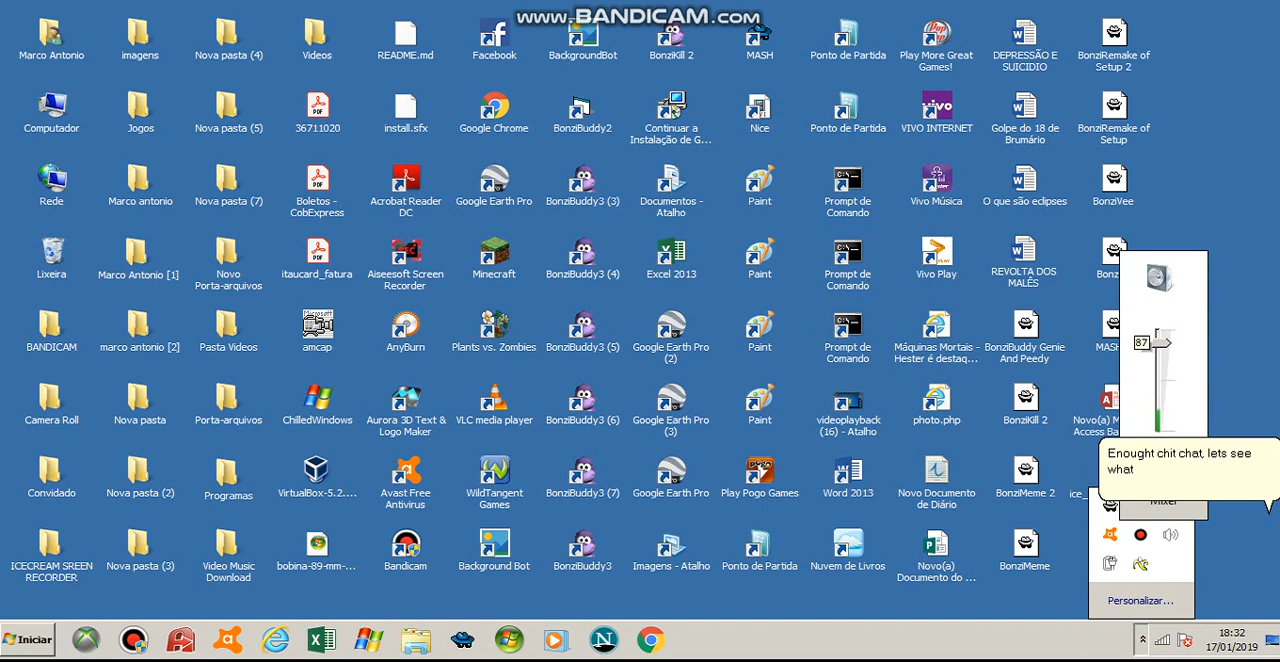 www.BANDICAM.com
Marco Antonio
imagens
Nova pasta (4)
Videos
README.md
Facebook
BackgroundBot
BonziKill 2
MASH
Ponto de Partida
Play More Great
Games!
DEPRESSÃO E
SUICIDIO
BonziRemake of
Setup 2
Computador
Jogos
Nova pasta (5)
36711020
install.sfx
Google Chrome
BonziBuddy2
Continuar a
Instalação de G...
Nice
Ponto de Partida
VIVO INTERNET
Golpe do 18 de
Brumário
BonziRemake of
Setup
Rede
Marco antonio
Nova pasta (7)
Boletos -
CobExpress
Acrobat Reader
DC
Google Earth Pro
BonziBuddy3 (3)
Documentos -
Atalho
Paint
Prompt de
Comando
Vivo Música
O que são eclipses
BonziVee
Lixeira
Marco Antonio [1]
Novo
Porta-arquivos
itaucard_fatura
Aiseesoft Screen
Recorder
Minecraft
BonziBuddy3 (4)
Excel 2013
Paint
Prompt de
Comando
Vivo Play
REVOLTA DOS
MALÊS
Bonz
BANDICAM
marco antonio [2]
Pasta Videos
amcap
AnyBurn
Plants vs. Zombies
BonziBuddy3 (5)
Google Earth Pro
(2)
Paint
Prompt de
Comando
Máquinas Mortais -
Hester é destaq...
BonziBuddy Genie
And Peedy
MASH
87
Camera Roll
Nova pasta
Porta-arquivos
ChilledWindows
Aurora 3D Text &
Logo Maker
VLC media player
BonziBuddy3 (6)
Google Earth Pro
(3)
Paint
videoplayback
(16) - Atalho
photo.php
BonziKill 2
Novo(a) M
Access Ba
Enought chit chat, lets see
what
Convidado
Nova pasta (2)
Programas
VirtualBox-5.2....
Avast Free
Antivirus
WildTangent
Games
BonziBuddy3 (7)
Google Earth Pro
Play Pogo Games
Word 2013
Novo Documento
de Diário
BonziMeme 2
ice_
Mixer
ICECREAM SREEN
RECORDER
Nova pasta (3)
Video Music
Download
bobina-89-mm-...
Bandicam
Background Bot
BonziBuddy3
Imagens - Atalho
Ponto de Partida
Nuvem de Livros
Novo(a)
Documento do ...
BonziMeme
Personalizar...
Iniciar
18:32
17/01/2019